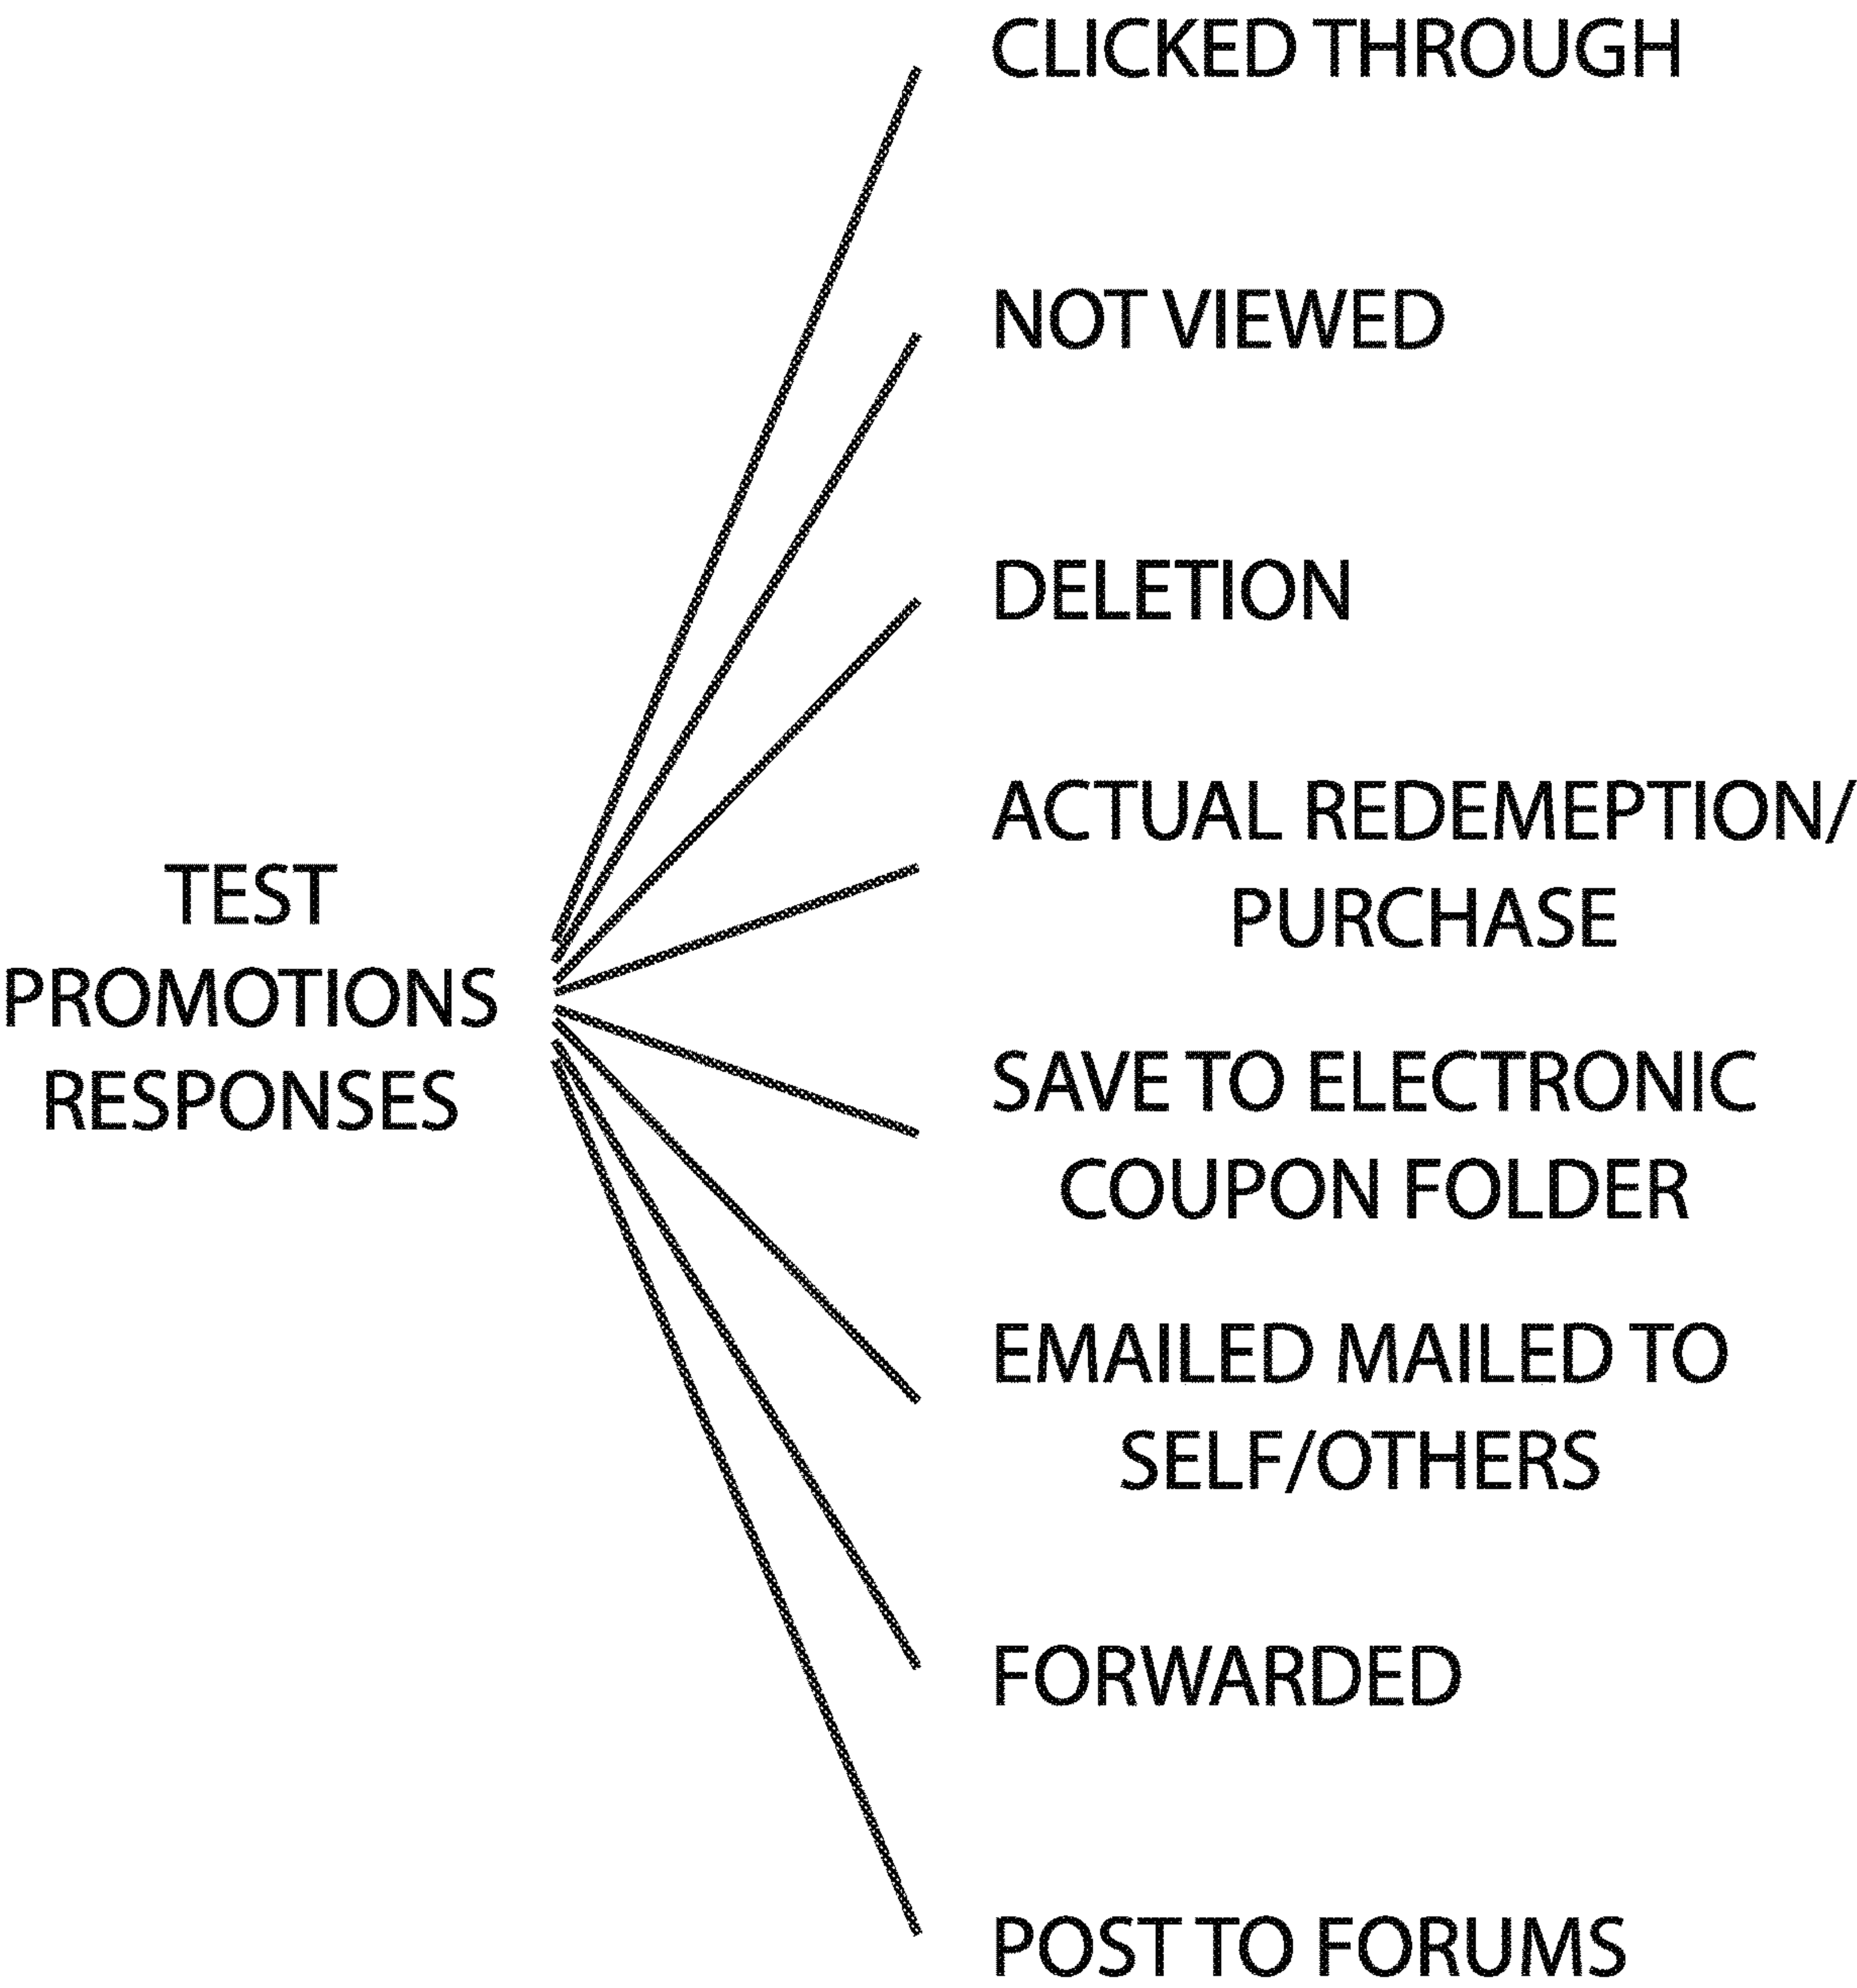 TEST
PROMOTIONS
RESPONSES
CLICKED THROUGH
NOT VIEWED
DELETION
ACTUAL REDEMEPTION/
PURCHASE
SAVE TO ELECTRONIC
COUPON FOLDER
EMAILED MAILED TO
SELF/OTHERS
FORWARDED
POST TO FORUMS